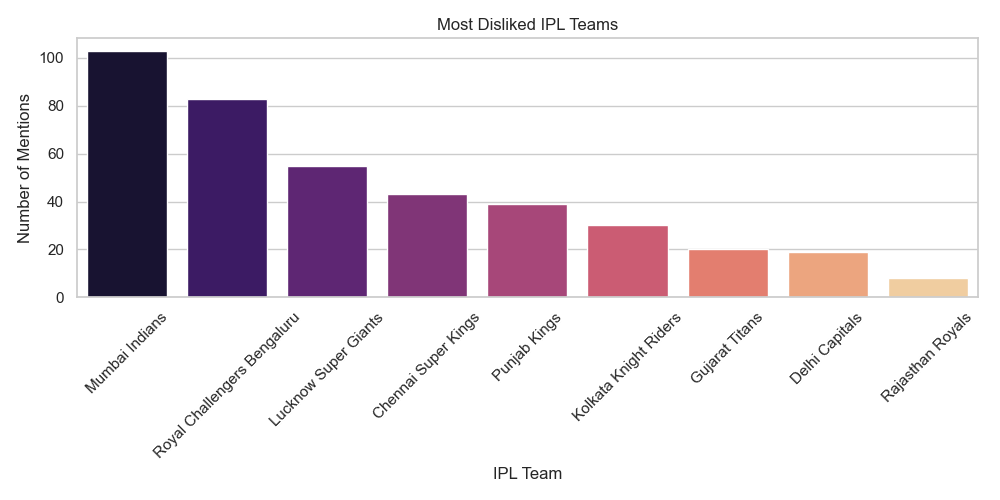 Most Disliked IPL Teams
Number of Mentions
100
80
60
40
20
0
Mumbai Indians
Royal Challengers Bengaluru
Lucknow Super Giants
Chennai Super Kings
Punjab Kings
Kolkata Knight Riders
Gujarat Titans
Delhi Capitals
Rajasthan Royals
IPL Team